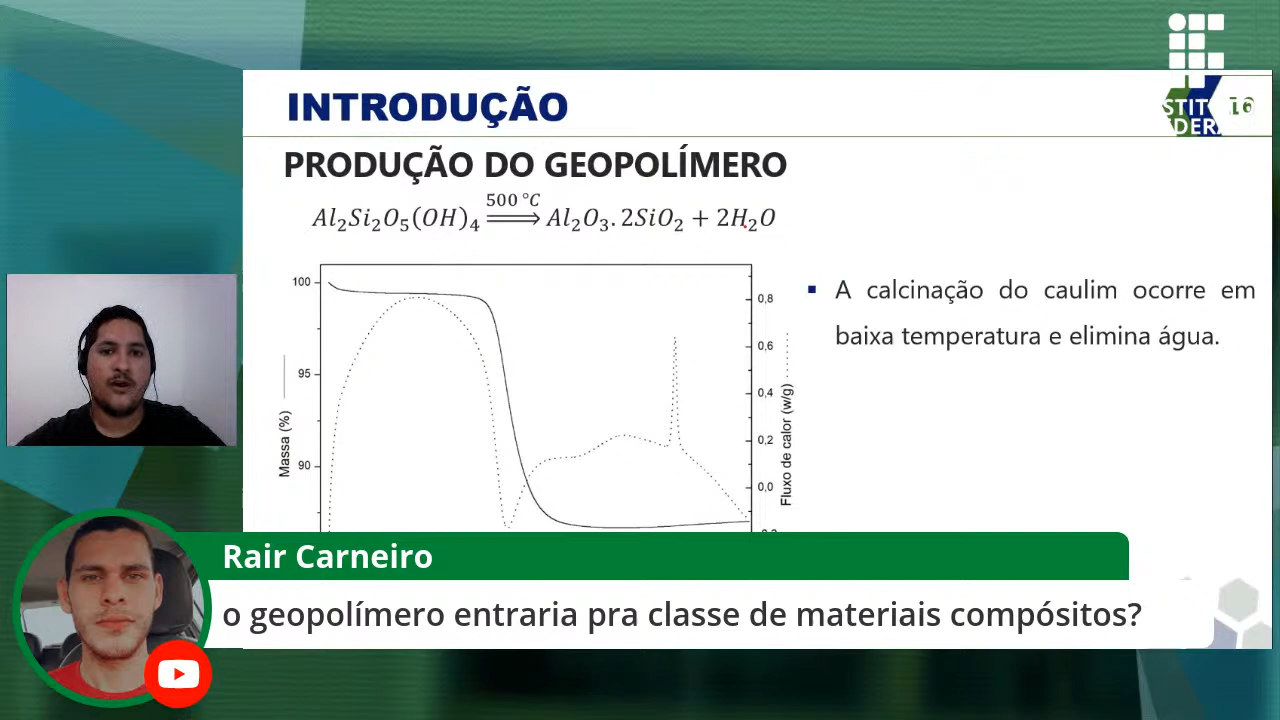 INTRODUÇÃO
16
PRODUÇÃO DO GEOPOLÍMERO
500 °C
Al₂Si₂O₅(OH)₄ ⟹ Al₂O₃.2SiO₂ + 2H₂O
100
95
90
Massa (%)
0,8
0,6
0,4
0,2
0,0
Fluxo de calor (w/g)
▪ A calcinação do caulim ocorre em
baixa temperatura e elimina água.
Rair Carneiro
o geopolímero entraria pra classe de materiais compósitos?